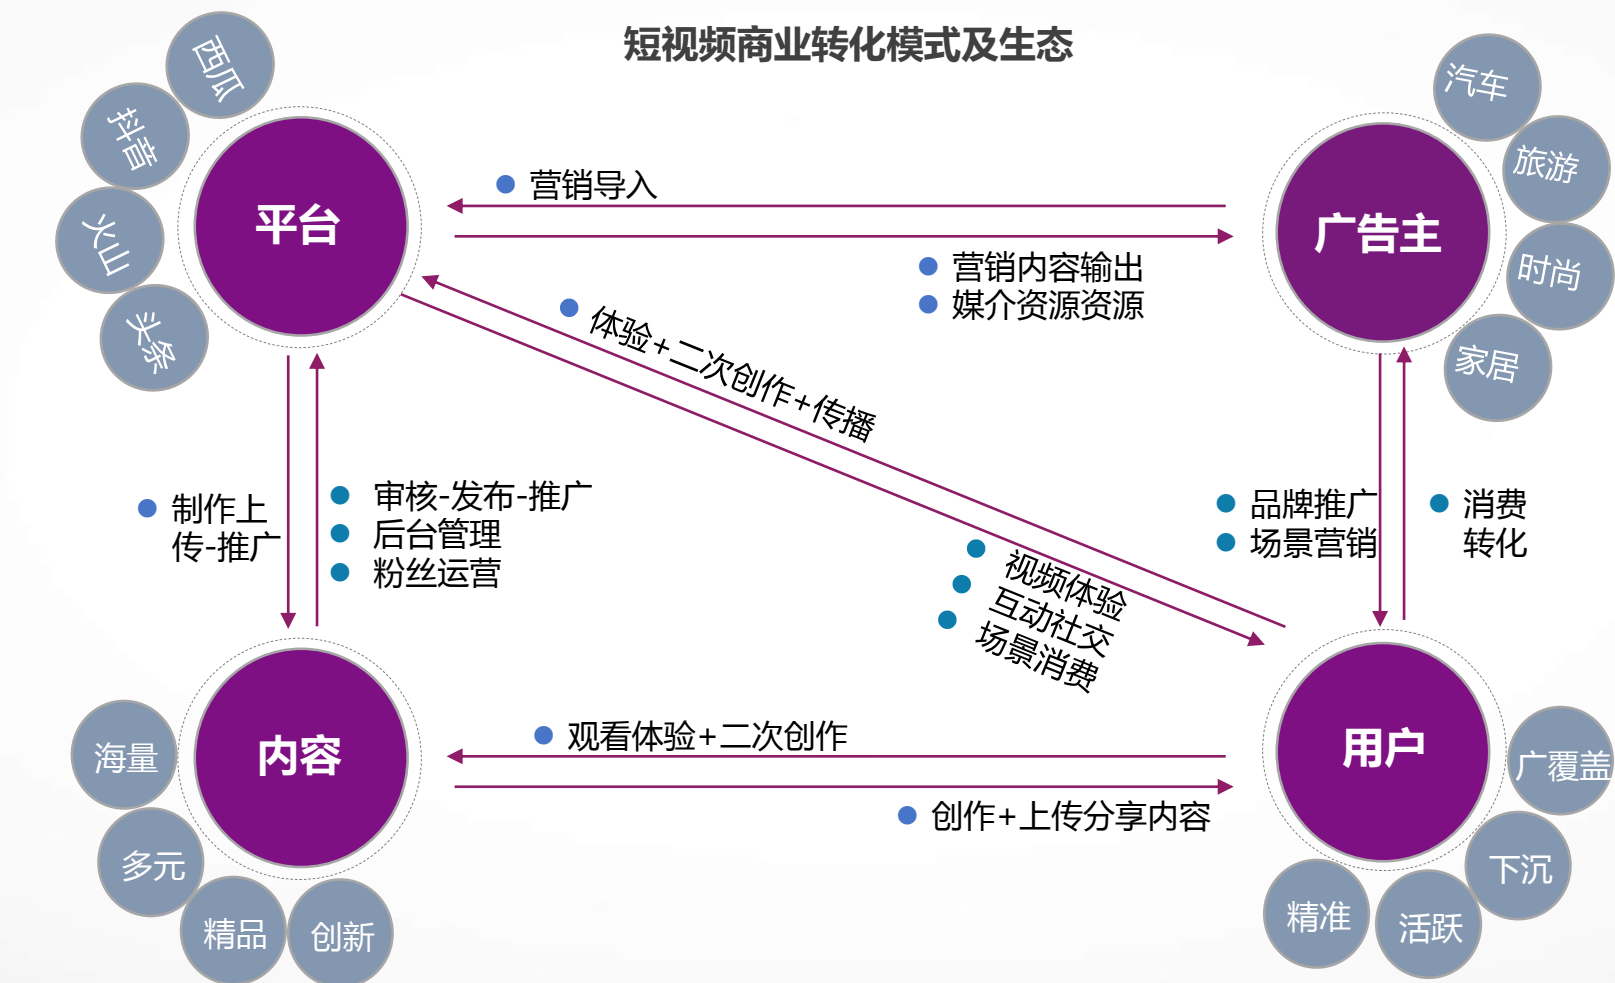 短视频商业转化模式及生态
西瓜
抖音
火山
头条
平台
营销导入
营销内容输出
媒介资源资源
广告主
汽车
旅游
时尚
家居
体验+二次创作+传播
视频体验
互动社交
场景消费
制作上
传-推广
审核-发布-推广
后台管理
粉丝运营
品牌推广
场景营销
消费
转化
内容
海量
多元
精品
创新
观看体验+二次创作
创作+上传分享内容
用户
广覆盖
下沉
活跃
精准